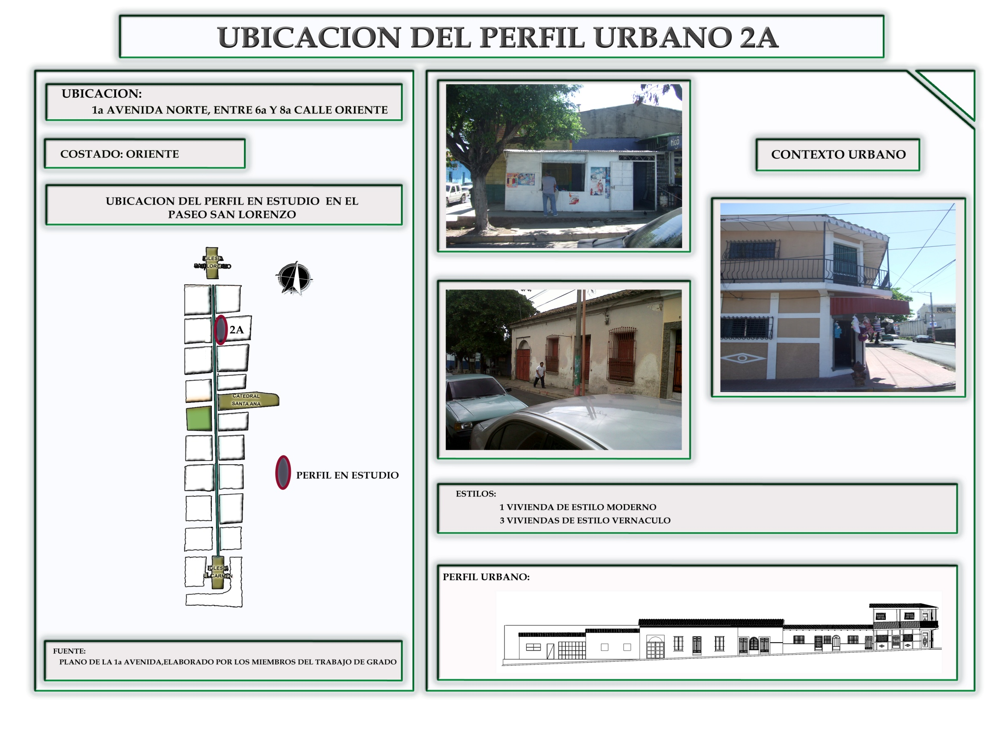 UBICACION DEL PERFIL URBANO 2A
UBICACION:
1a AVENIDA NORTE, ENTRE 6a Y 8a CALLE ORIENTE
COSTADO: ORIENTE
UBICACION DEL PERFIL EN ESTUDIO EN EL
PASEO SAN LORENZO
IGLESIA
SAN LORENZO
2A
CATEDRAL
SANTA ANA
PERFIL EN ESTUDIO
IGLESIA
EL CARMEN
FUENTE:
PLANO DE LA 1a AVENIDA,ELABORADO POR LOS MIEMBROS DEL TRABAJO DE GRADO
tigo
CONTEXTO URBANO
ESTILOS:
1 VIVIENDA DE ESTILO MODERNO
3 VIVIENDAS DE ESTILO VERNACULO
PERFIL URBANO: